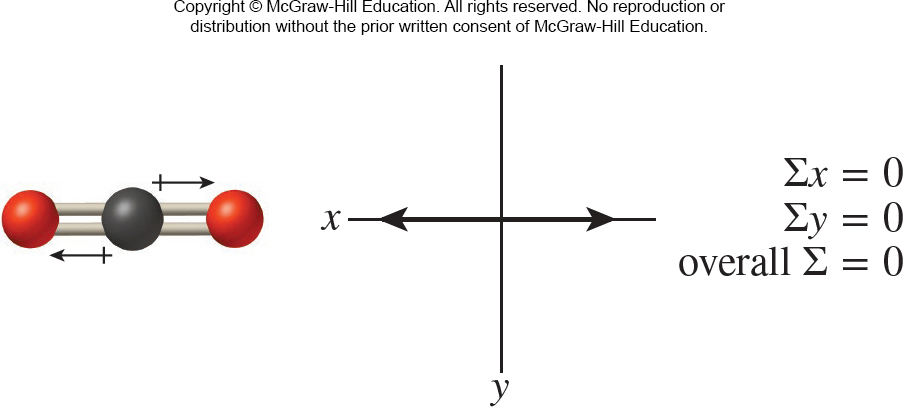 Copyright © McGraw-Hill Education. All rights reserved. No reproduction or
distribution without the prior written consent of McGraw-Hill Education.
x
y
Σx = 0
Σy = 0
overall Σ = 0